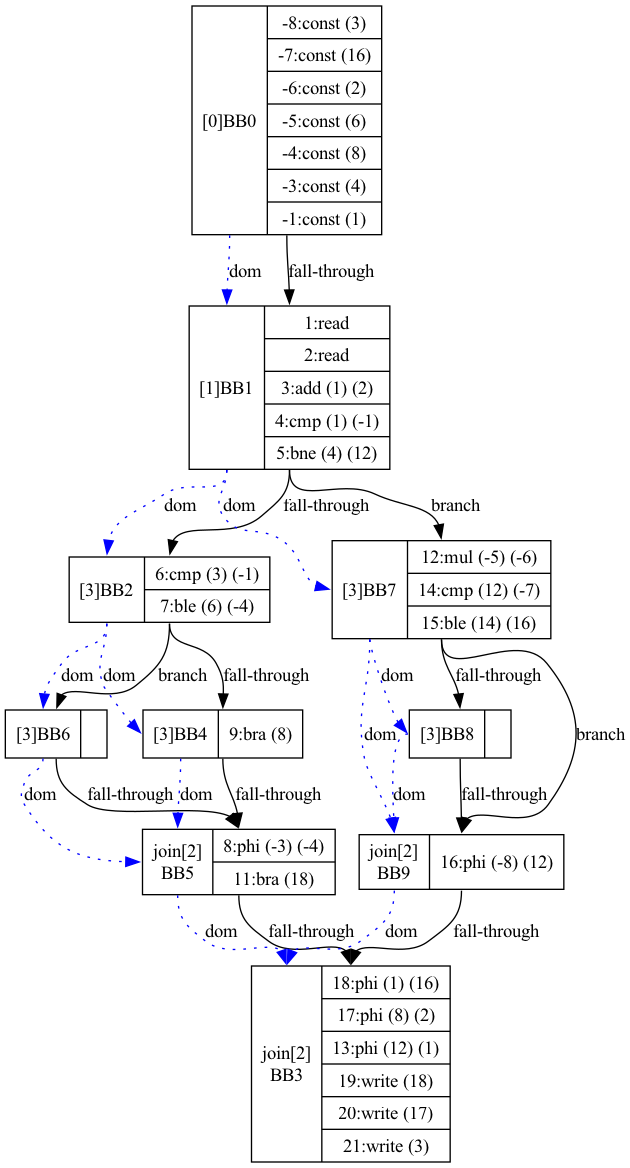 [0]BB0
-8:const (3)
-7:const (16)
-6:const (2)
-5:const (6)
-4:const (8)
-3:const (4)
-1:const (1)
dom
fall-through
[1]BB1
1:read
2:read
3:add (1) (2)
4:cmp (1) (-1)
5:bne (4) (12)
dom
dom
fall-through
branch
[3]BB2
6:cmp (3) (-1)
7:ble (6) (-4)
[3]BB7
12:mul (-5) (-6)
14:cmp (12) (-7)
15:ble (14) (16)
dom
dom
branch
fall-through
dom
fall-through
[3]BB6
[3]BB4
9:bra (8)
[3]BB8
dom
branch
dom
fall-through
dom
fall-through
dom
fall-through
join[2]
BB5
8:phi (-3) (-4)
11:bra (18)
join[2]
BB9
16:phi (-8) (12)
dom
fall-through
dom
fall-through
join[2]
BB3
18:phi (1) (16)
17:phi (8) (2)
13:phi (12) (1)
19:write (18)
20:write (17)
21:write (3)